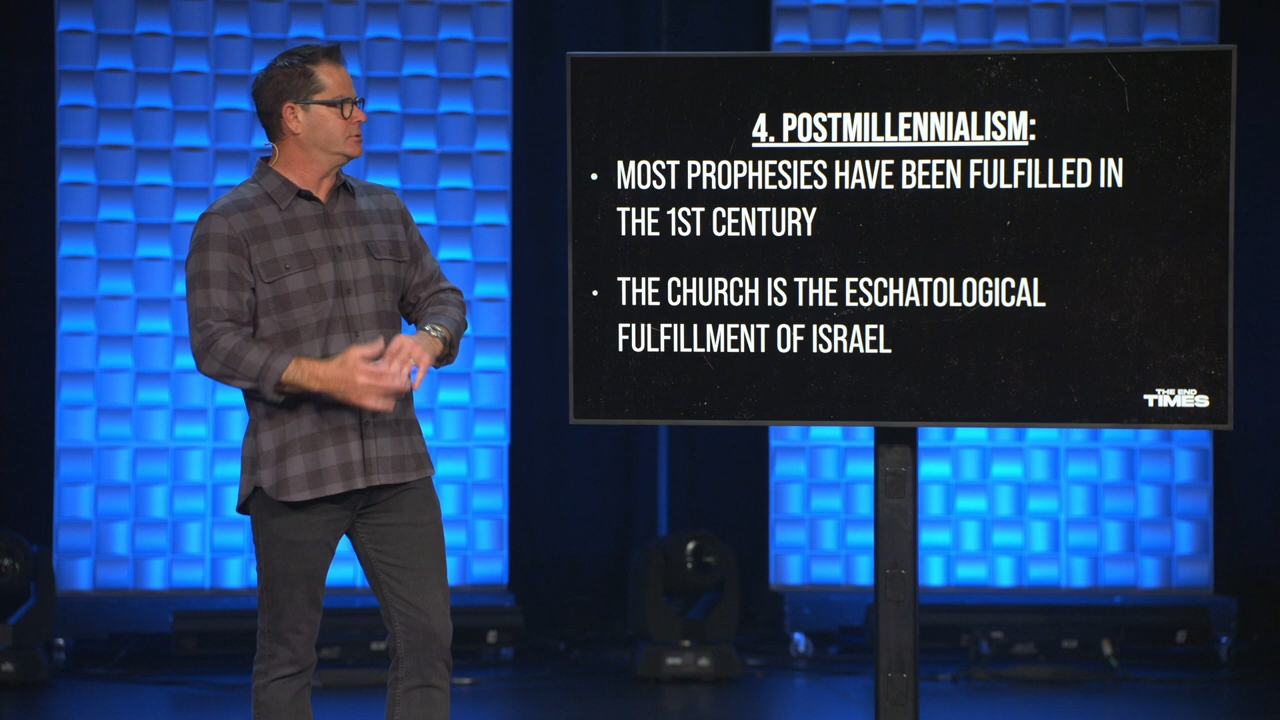 4. POSTMILLENNIALISM:
• MOST PROPHESIES HAVE BEEN FULFILLED IN
THE 1ST CENTURY
• THE CHURCH IS THE ESCHATOLOGICAL
FULFILLMENT OF ISRAEL
THE END
TIMES